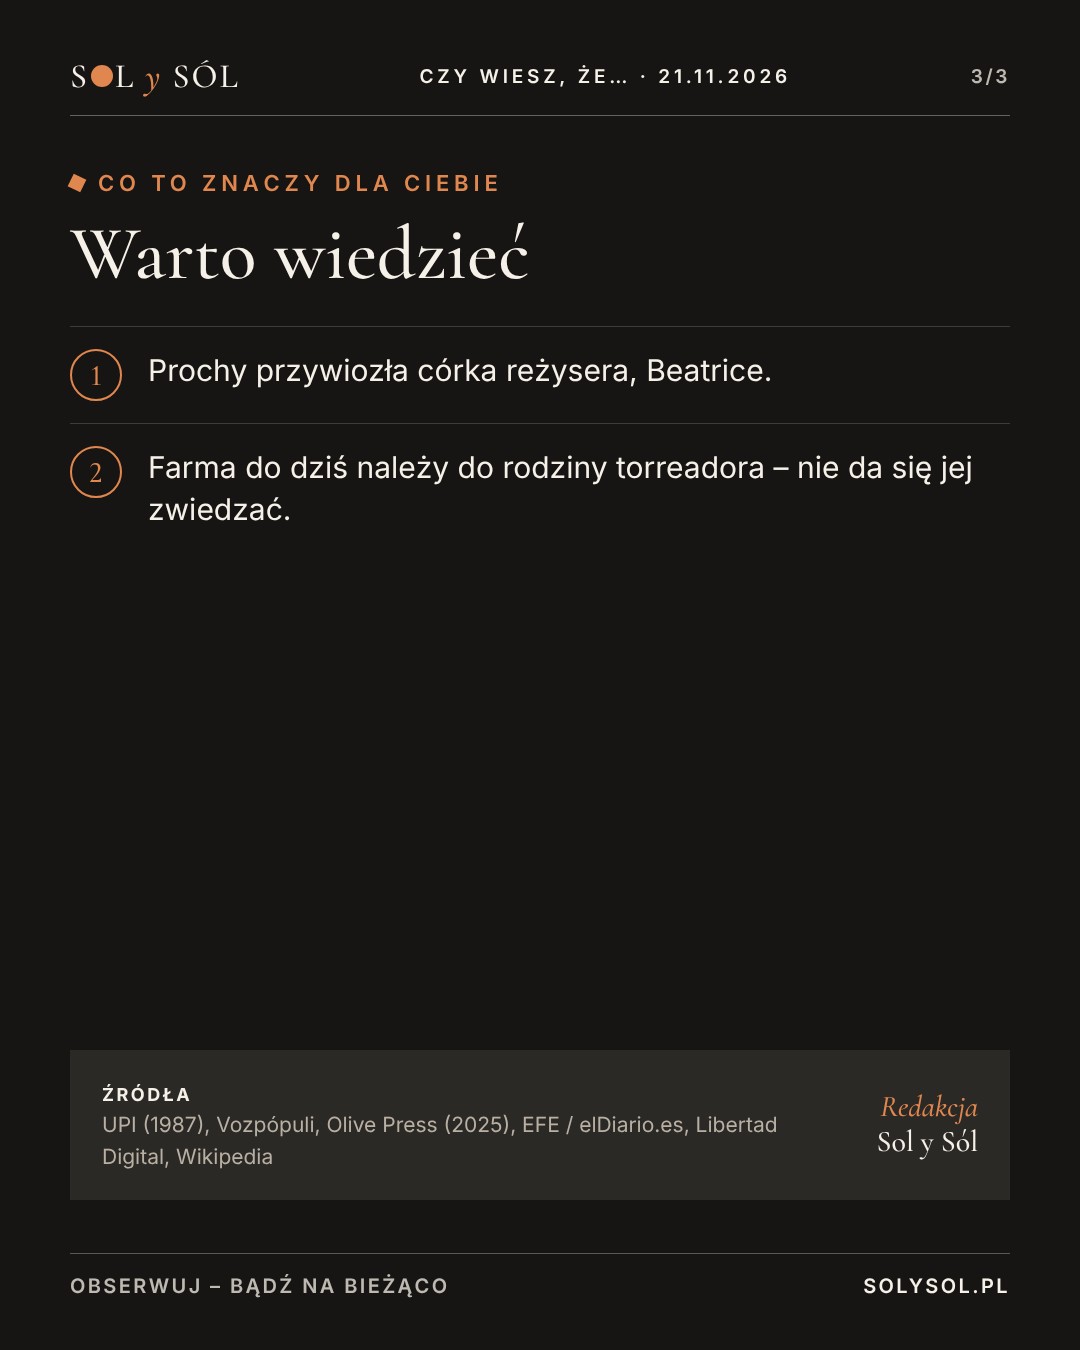 SOL y SÓL
CZY WIESZ, ŻE… · 21.11.2026
3/3
CO TO ZNACZY DLA CIEBIE
Warto wiedzieć
1
Prochy przywiozła córka reżysera, Beatrice.
2
Farma do dziś należy do rodziny torreadora – nie da się jej
zwiedzać.
ŹRÓDŁA
UPI (1987), Vozpópuli, Olive Press (2025), EFE / elDiario.es, Libertad
Digital, Wikipedia
Redakcja
Sol y Sól
OBSERWUJ – BĄDŹ NA BIEŻĄCO
SOLYSOL.PL